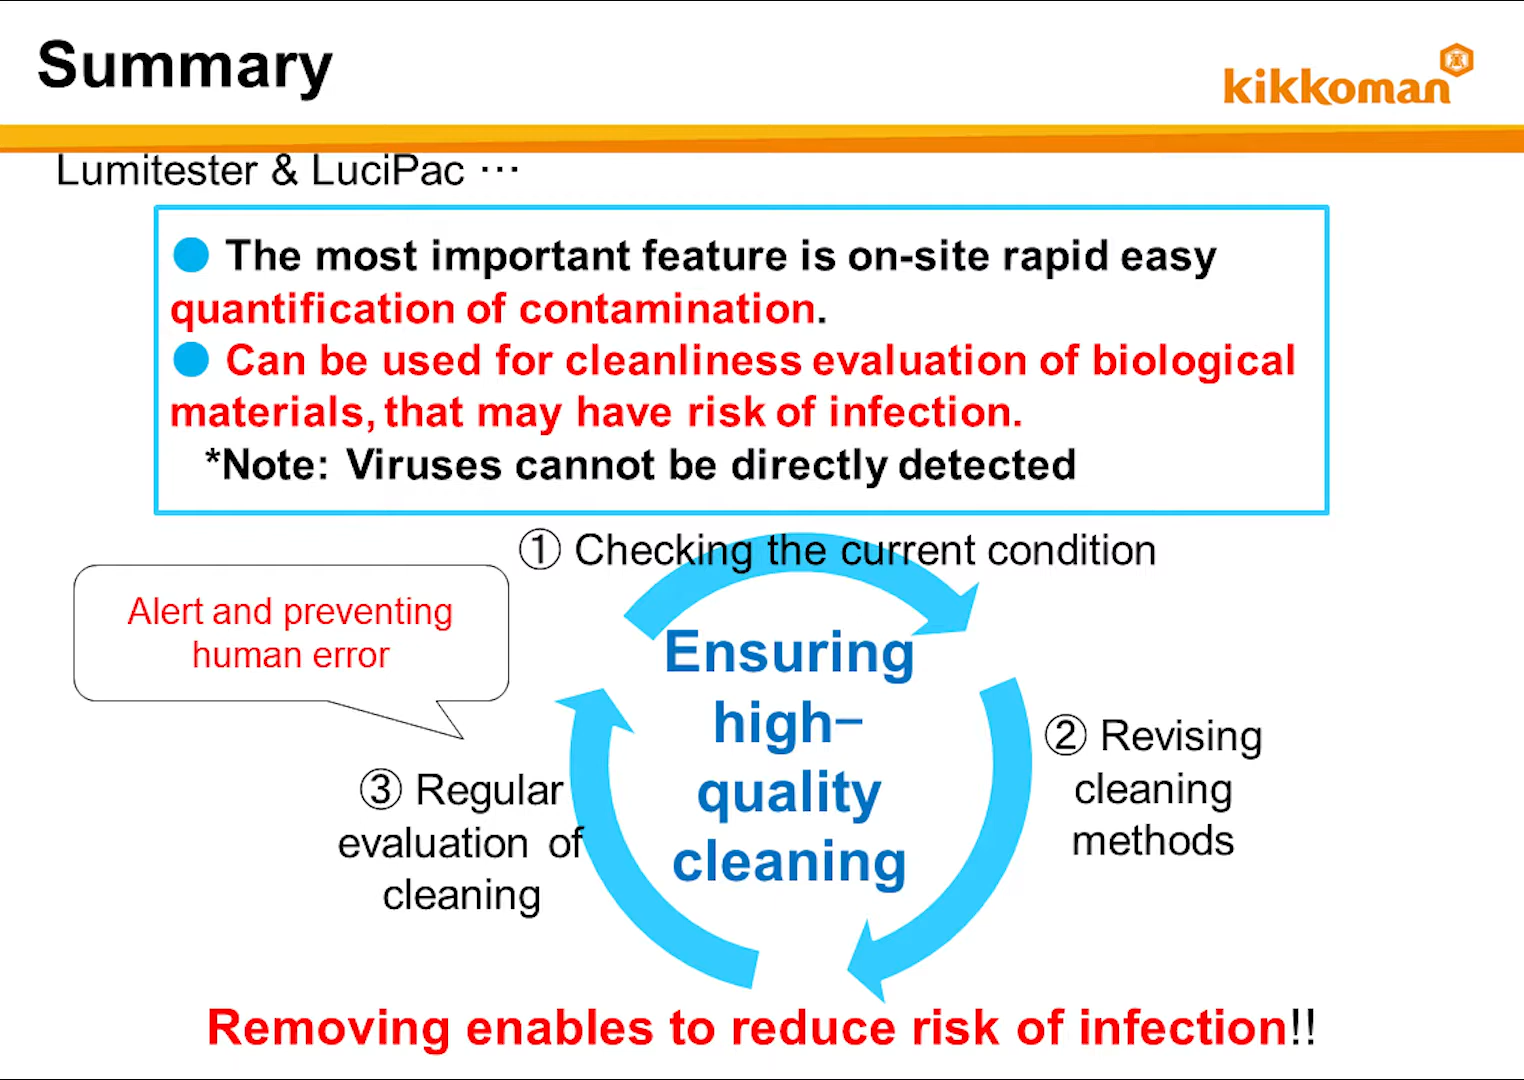 Summary
kikkoman
Lumitester & LuciPac …
● The most important feature is on-site rapid easy
quantification of contamination.
● Can be used for cleanliness evaluation of biological
materials, that may have risk of infection.
*Note: Viruses cannot be directly detected
① Checking the current condition
Alert and preventing
human error
Ensuring
high–
quality
cleaning
② Revising
cleaning
methods
③ Regular
evaluation of
cleaning
Removing enables to reduce risk of infection!!